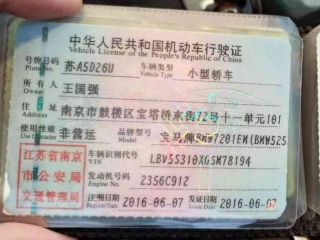 中华人民共和国机动车行驶证
Vehicle License of the People's Republic of China
号牌号码 苏A5D26U 车辆类型 小型轿车
Plate No. Vehicle Type
所有人 王国强
Owner
住址 南京市鼓楼区宝塔桥东街72号十一单元101
Address
使用性质 非营运 品牌型号 宝马牌BMW7201EM(BMW525
Use Character Model
江苏省南京市公安局交通管理局
车辆识别代号 LBV5S310XGSM78194
VIN
发动机号码 2356C912
Engine No.
注册日期 2016-06-07 发证日期 2016-06-07
Register Date Issue Date